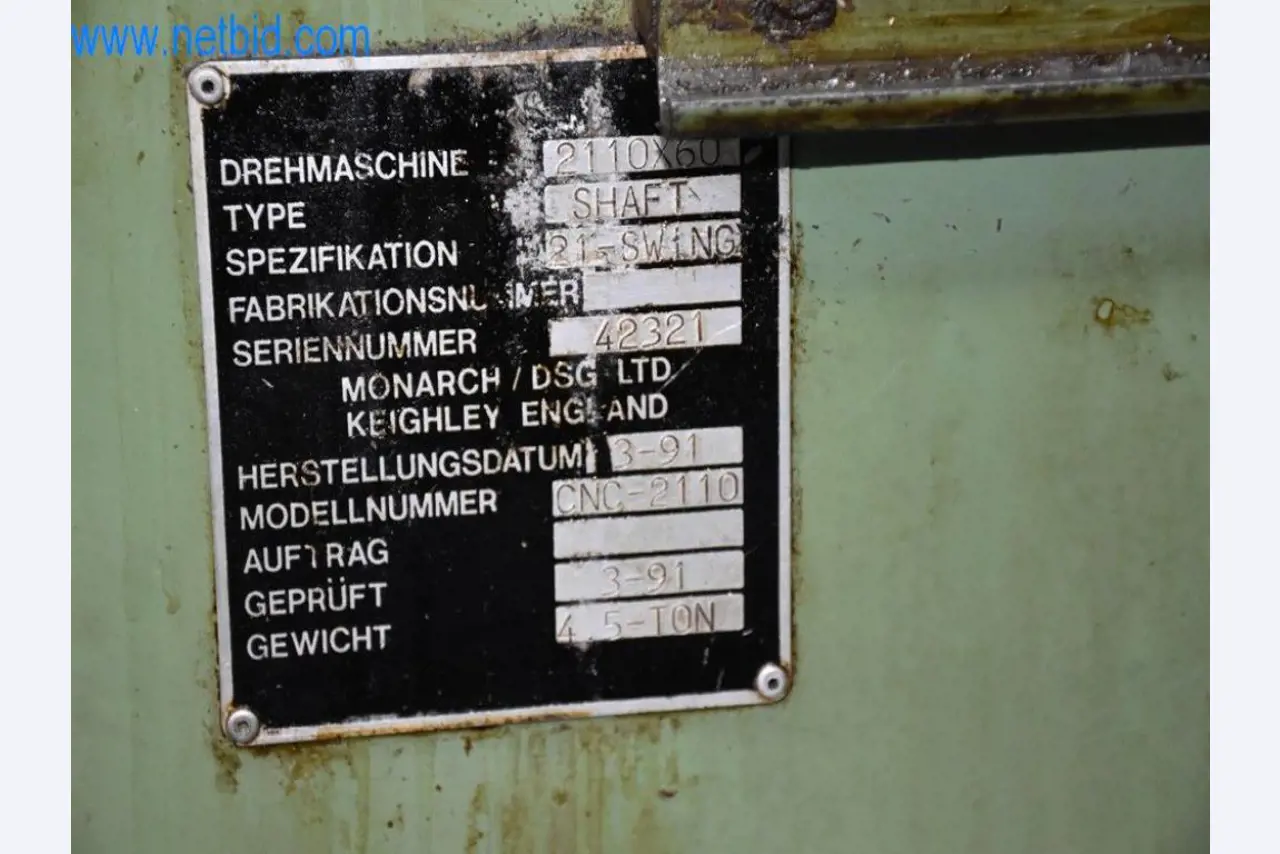 www.netbid.com
DREHMASCHINE 2110X60
TYPE SHAFT
SPEZIFIKATION 21-SWiNG
FABRIKATIONSNUMMER
SERIENNUMMER 42321
MONARCH / DSG LTD
KEIGHLEY ENGLAND
HERSTELLUNGSDATUM 3-91
MODELLNUMMER CNC-2110
AUFTRAG
GEPRÜFT 3-91
GEWICHT 4.5-TON